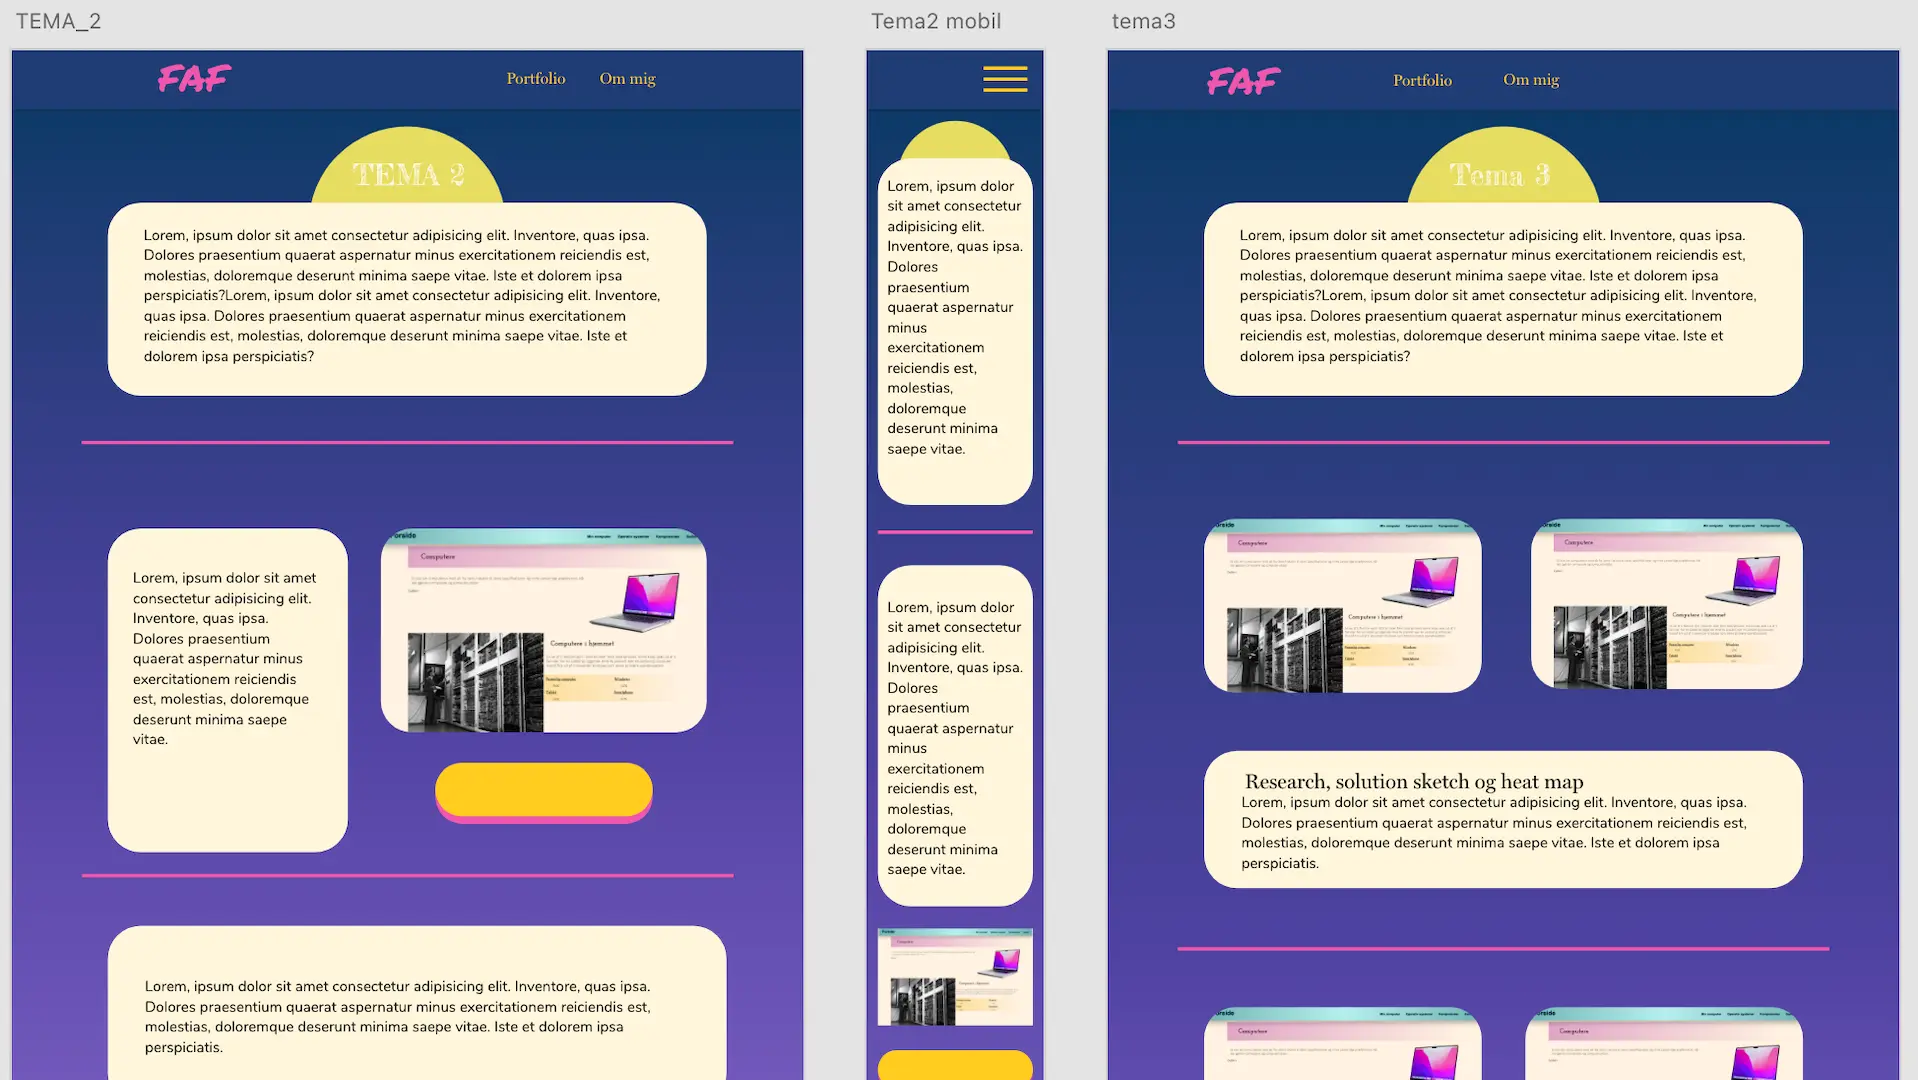 TEMA_2
Tema2 mobil
tema3
FAF
Portfolio
Om mig
TEMA 2
Lorem, ipsum dolor sit amet consectetur adipisicing elit. Inventore, quas ipsa.
Dolores praesentium quaerat aspernatur minus exercitationem reiciendis est,
molestias, doloremque deserunt minima saepe vitae. Iste et dolorem ipsa
perspiciatis?Lorem, ipsum dolor sit amet consectetur adipisicing elit. Inventore,
quas ipsa. Dolores praesentium quaerat aspernatur minus exercitationem
reiciendis est, molestias, doloremque deserunt minima saepe vitae. Iste et
dolorem ipsa perspiciatis?
Lorem, ipsum dolor sit amet
consectetur adipisicing elit.
Inventore, quas ipsa.
Dolores praesentium
quaerat aspernatur minus
exercitationem reiciendis
est, molestias, doloremque
deserunt minima saepe
vitae.
Computere
Computere i hjemmet
Lorem, ipsum dolor sit amet consectetur adipisicing elit. Inventore, quas ipsa.
Dolores praesentium quaerat aspernatur minus exercitationem reiciendis est,
molestias, doloremque deserunt minima saepe vitae. Iste et dolorem ipsa
perspiciatis.
Lorem, ipsum dolor
sit amet consectetur
adipisicing elit.
Inventore, quas ipsa.
Dolores
praesentium
quaerat aspernatur
minus
exercitationem
reiciendis est,
molestias,
doloremque
deserunt minima
saepe vitae.
Lorem, ipsum dolor
sit amet consectetur
adipisicing elit.
Inventore, quas ipsa.
Dolores
praesentium
quaerat aspernatur
minus
exercitationem
reiciendis est,
molestias,
doloremque
deserunt minima
saepe vitae.
FAF
Portfolio
Om mig
Tema 3
Lorem, ipsum dolor sit amet consectetur adipisicing elit. Inventore, quas ipsa.
Dolores praesentium quaerat aspernatur minus exercitationem reiciendis est,
molestias, doloremque deserunt minima saepe vitae. Iste et dolorem ipsa
perspiciatis?Lorem, ipsum dolor sit amet consectetur adipisicing elit. Inventore,
quas ipsa. Dolores praesentium quaerat aspernatur minus exercitationem
reiciendis est, molestias, doloremque deserunt minima saepe vitae. Iste et
dolorem ipsa perspiciatis?
Computere
Computere i hjemmet
Computere
Computere i hjemmet
Research, solution sketch og heat map
Lorem, ipsum dolor sit amet consectetur adipisicing elit. Inventore, quas ipsa.
Dolores praesentium quaerat aspernatur minus exercitationem reiciendis est,
molestias, doloremque deserunt minima saepe vitae. Iste et dolorem ipsa
perspiciatis.
Computere
Computere